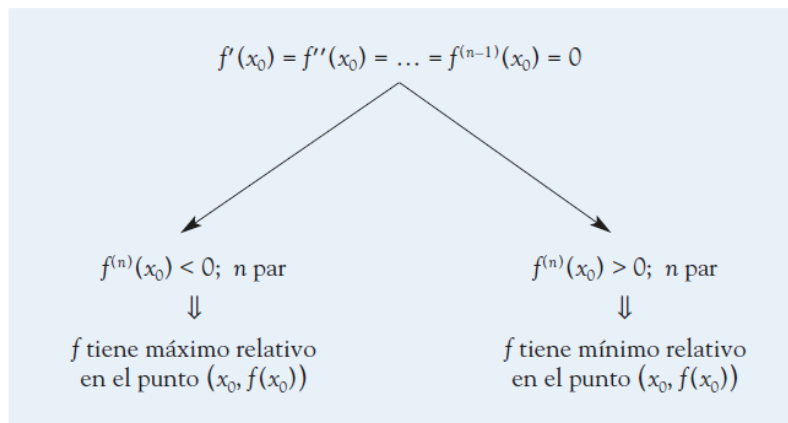 f′(x₀) = f′′(x₀) = … = f⁽ⁿ⁻¹⁾(x₀) = 0
f⁽ⁿ⁾(x₀) < 0; n par
⇓
f tiene máximo relativo
en el punto (x₀, f(x₀))
f⁽ⁿ⁾(x₀) > 0; n par
⇓
f tiene mínimo relativo
en el punto (x₀, f(x₀))